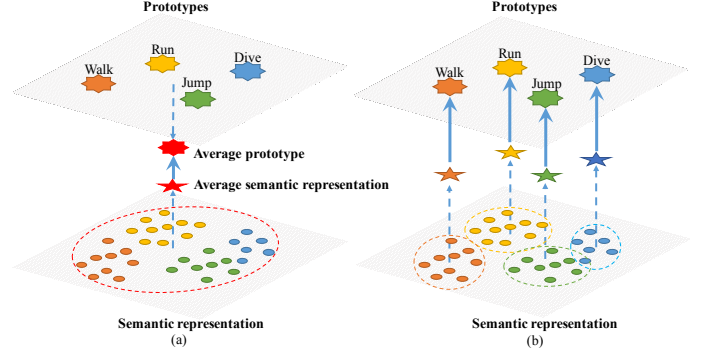 Prototypes
Run
Dive
Walk
Jump
Average prototype
Average semantic representation
Semantic representation
(a)
Prototypes
Run
Dive
Walk
Jump
Semantic representation
(b)